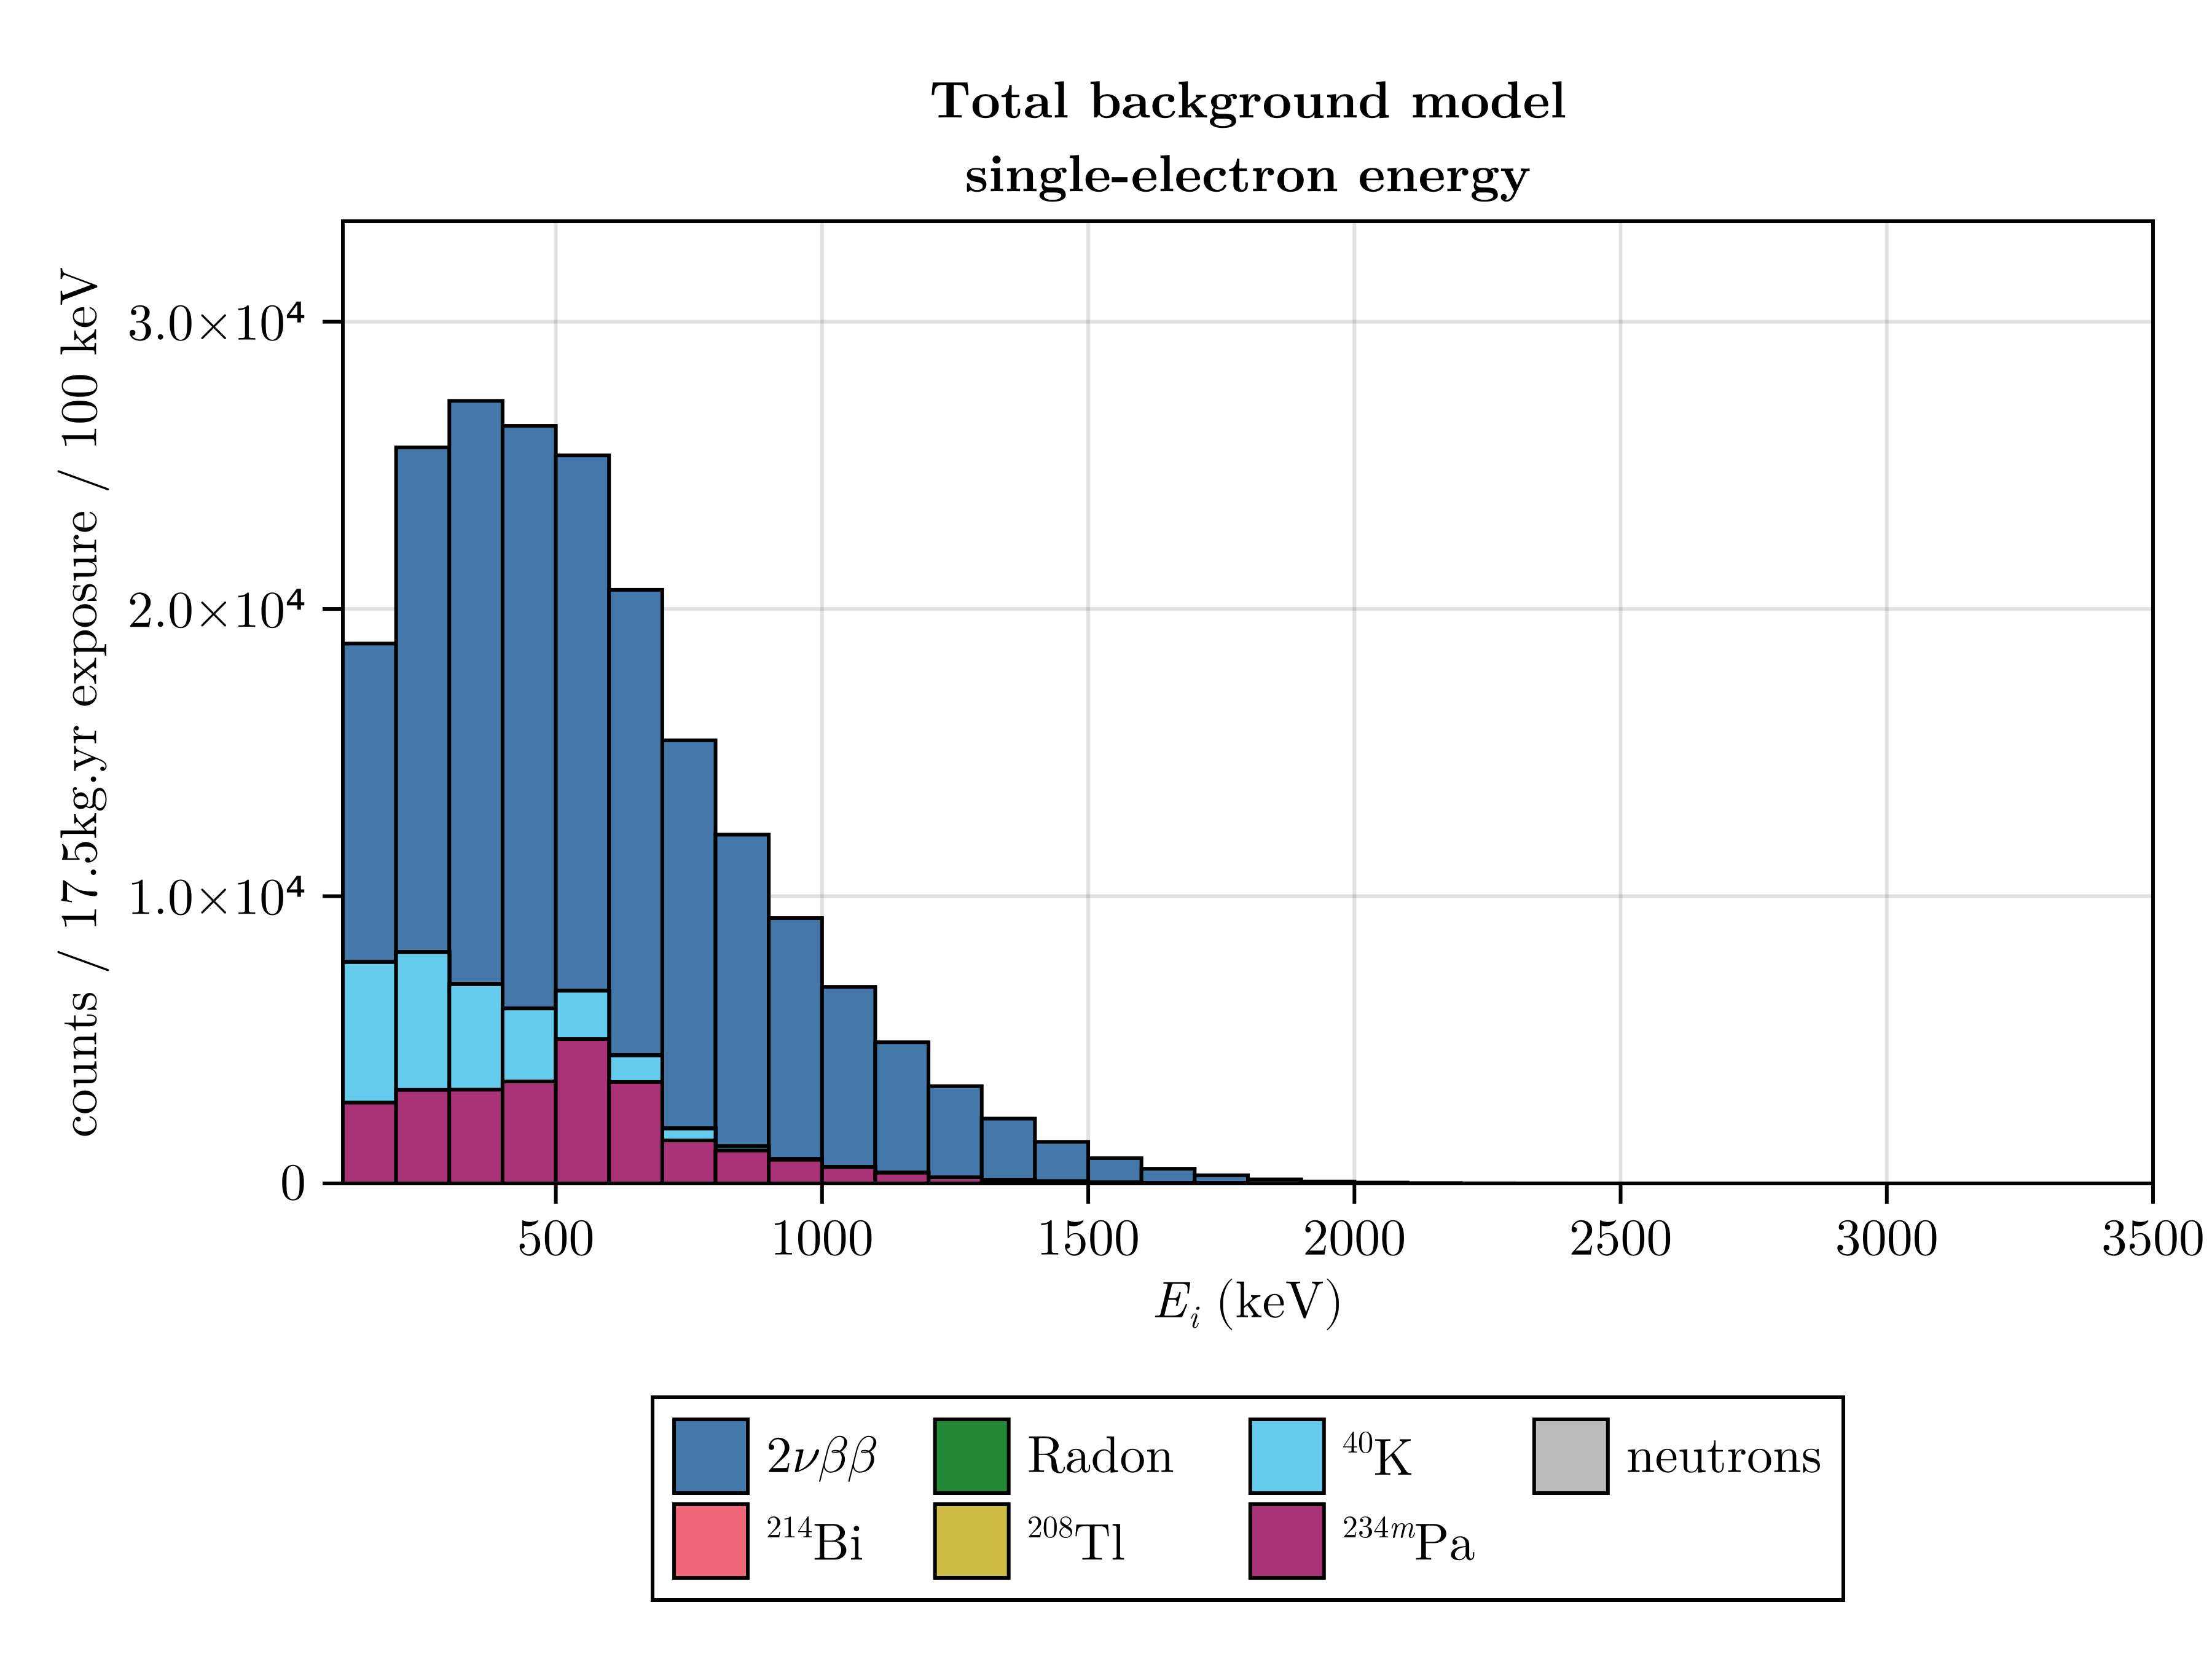 Total background model
single-electron energy
counts / 17.5kg.yr exposure / 100 keV
3.0×10⁴
2.0×10⁴
1.0×10⁴
0
500 1000 1500 2000 2500 3000 3500
Eᵢ (keV)
2νββ Radon ⁴⁰K neutrons
²¹⁴Bi ²⁰⁸Tl ²³⁴ᵐPa